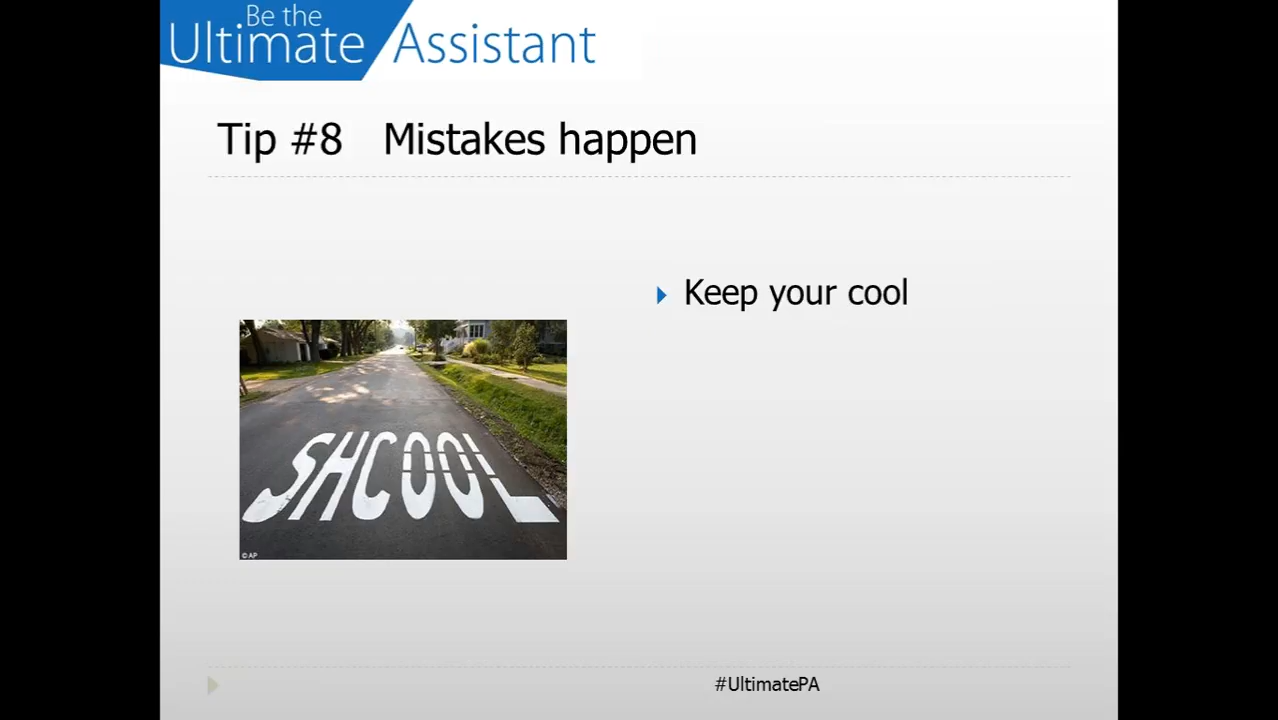 Be the
Ultimate Assistant
Tip #8 Mistakes happen
Keep your cool
SHCOOL
© AP
#UltimatePA